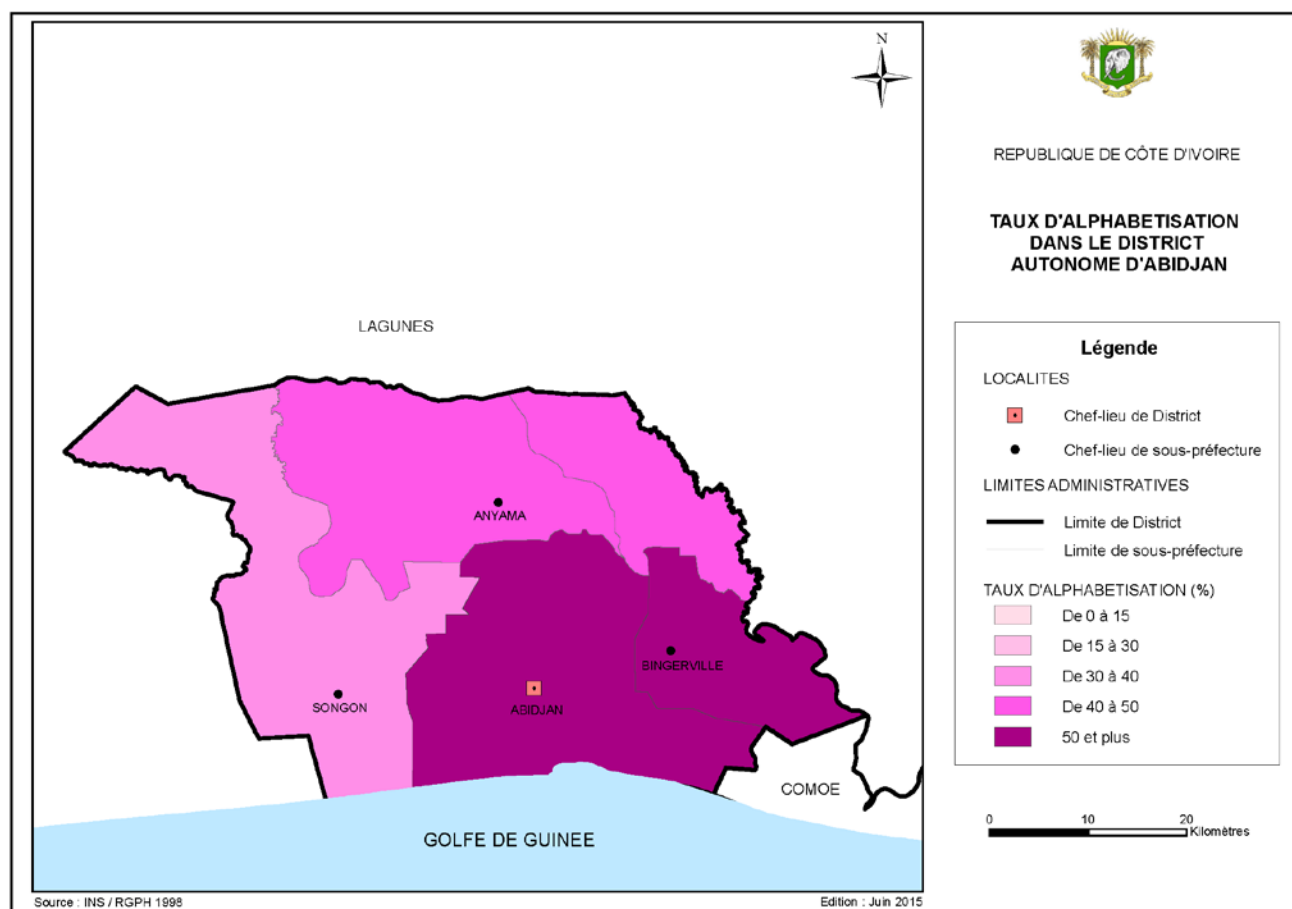 N
LAGUNES
ANYAMA
SONGON
ABIDJAN
BINGERVILLE
COMOE
GOLFE DE GUINEE
Source : INS / RGPH 1998
Edition : Juin 2015
REPUBLIQUE DE CÔTE D'IVOIRE
TAUX D'ALPHABETISATION
DANS LE DISTRICT
AUTONOME D'ABIDJAN
Légende
LOCALITES
Chef-lieu de District
Chef-lieu de sous-préfecture
LIMITES ADMINISTRATIVES
Limite de District
Limite de sous-préfecture
TAUX D'ALPHABETISATION (%)
De 0 à 15
De 15 à 30
De 30 à 40
De 40 à 50
50 et plus
0 10 20
Kilomètres